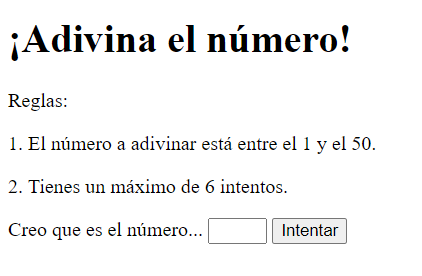 ¡Adivina el número!
Reglas:
1. El número a adivinar está entre el 1 y el 50.
2. Tienes un máximo de 6 intentos.
Creo que es el número... Intentar